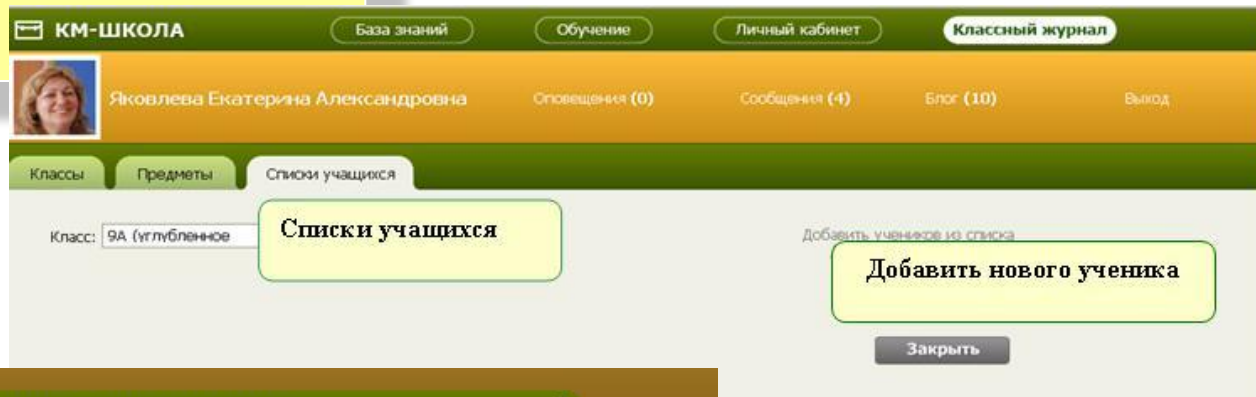 КМ-ШКОЛА База знаний Обучение Личный кабинет Классный журнал
Яковлева Екатерина Александровна Оповещения (0) Сообщения (4) Блог (10) Выход
Классы Предметы Списки учащихся
Класс: 9А (углубленное
Списки учащихся
Добавить учеников из списка
Добавить нового ученика
Закрыть